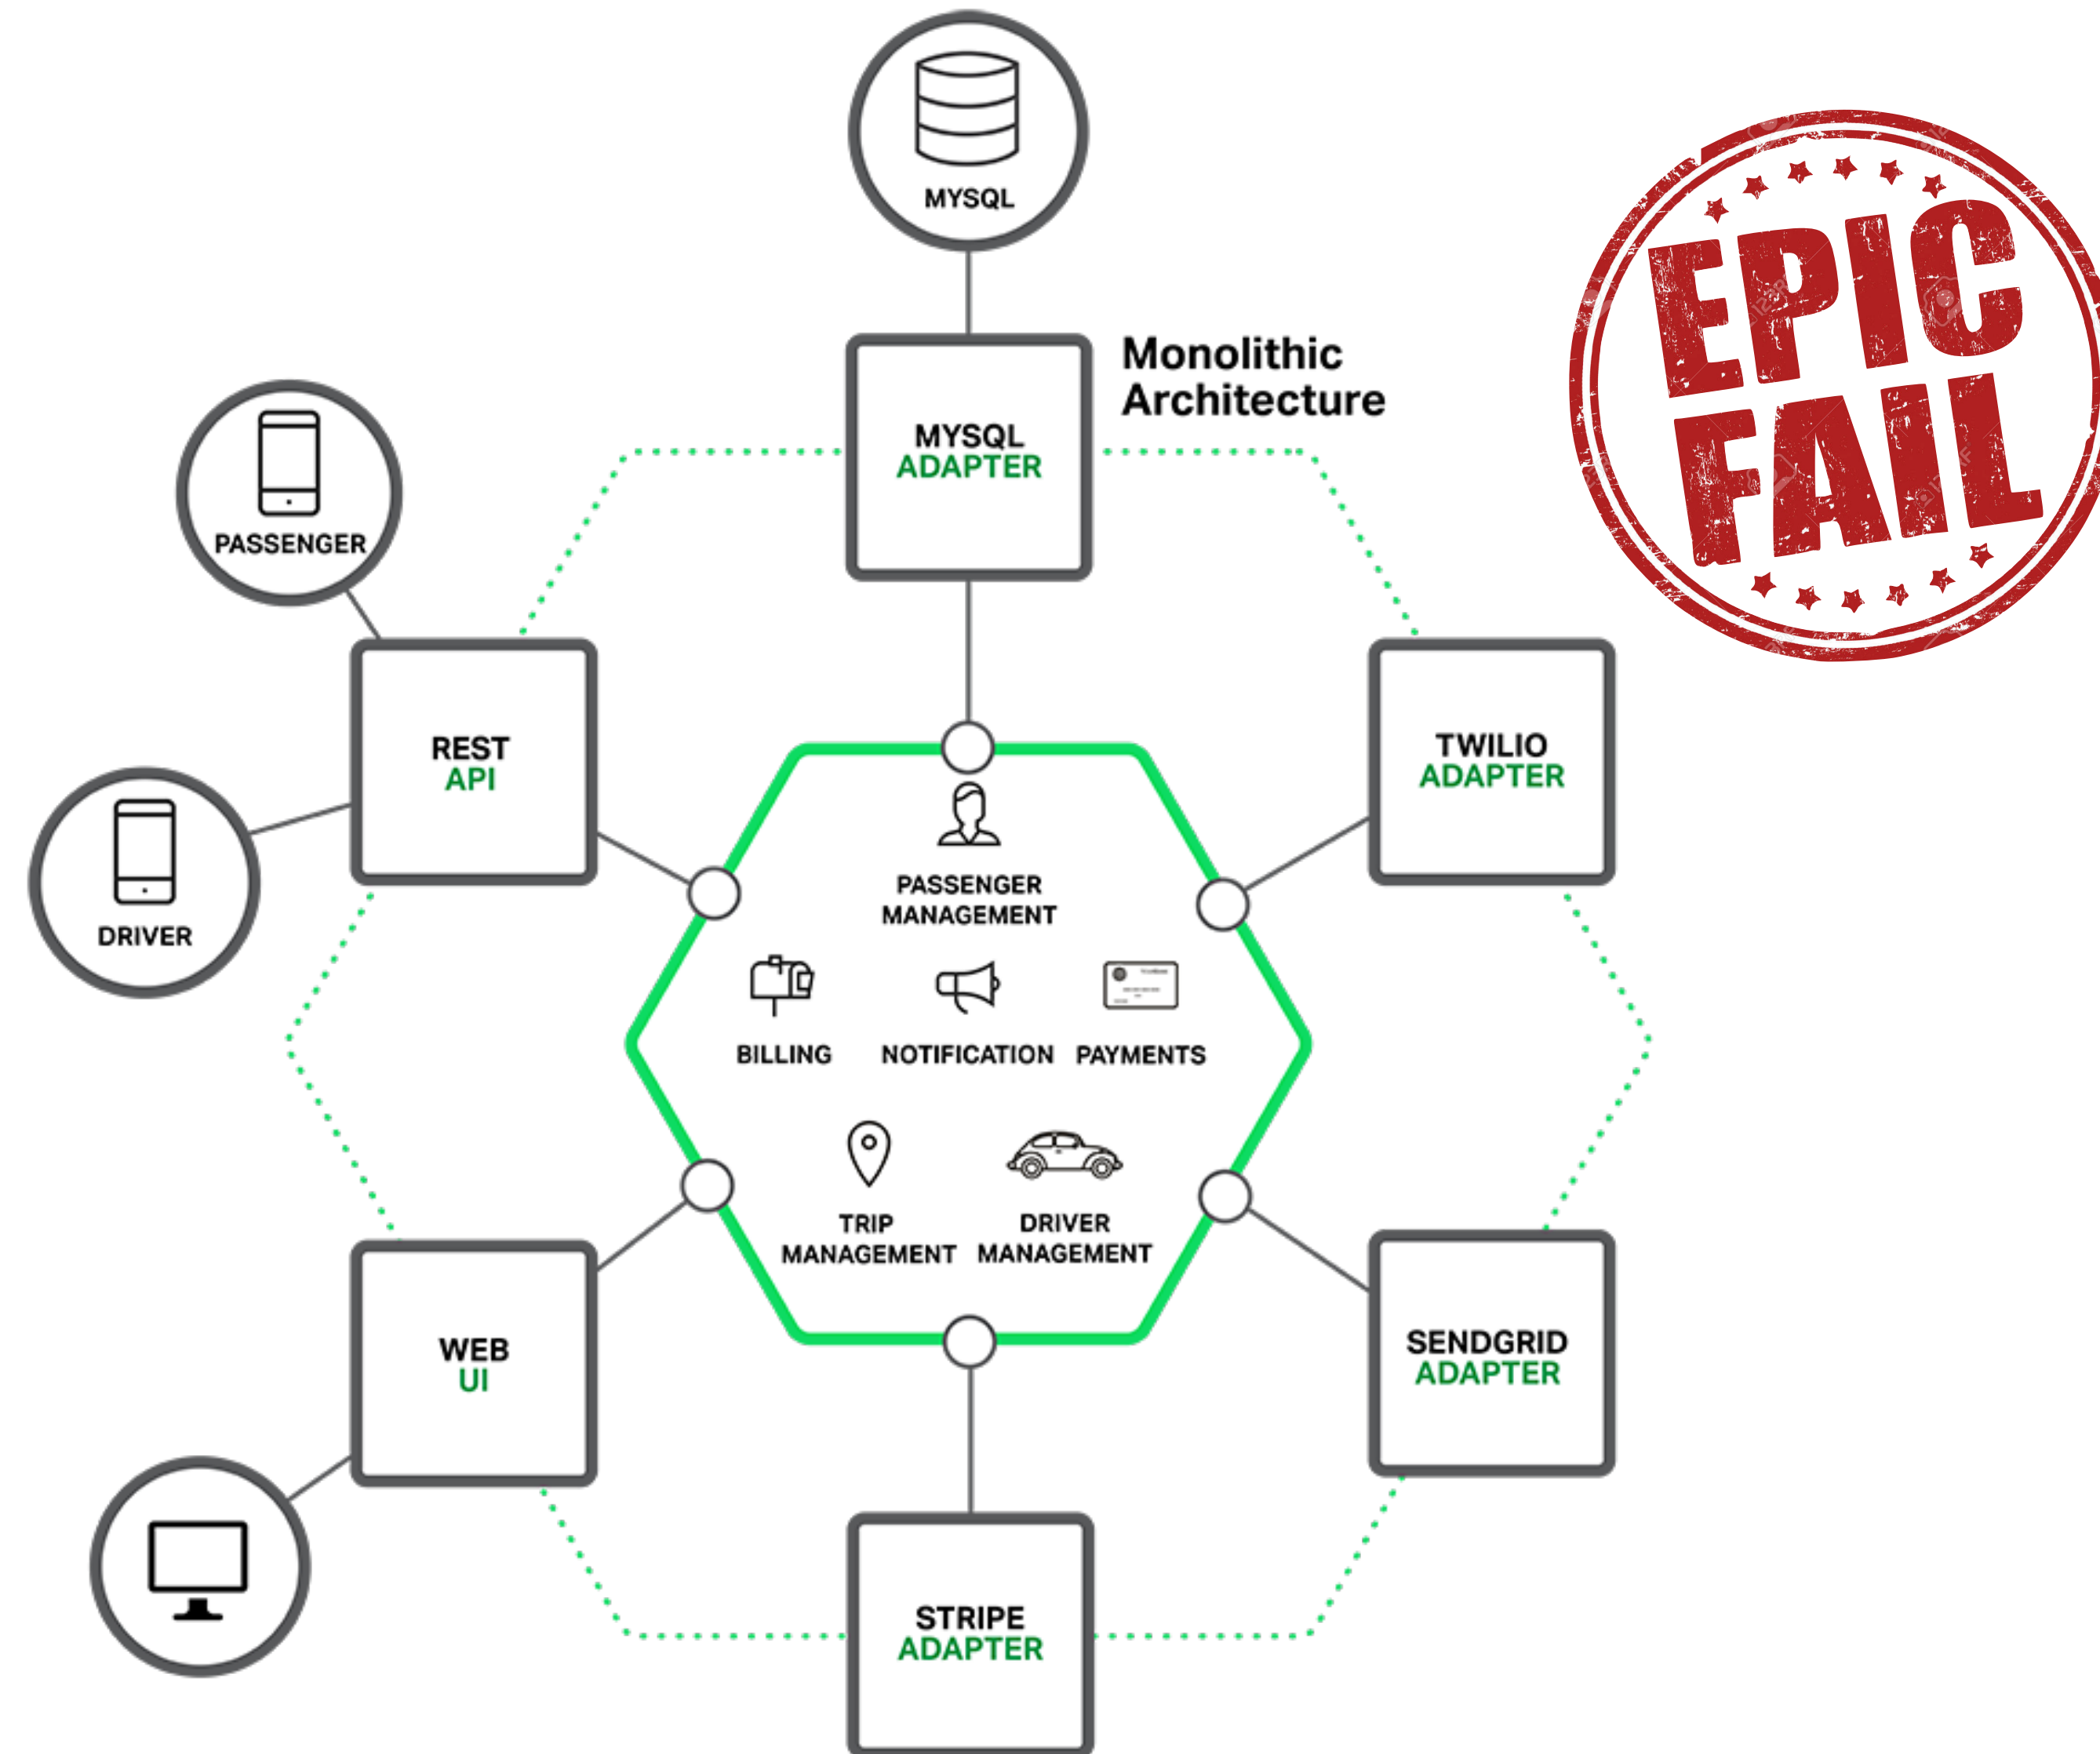 MYSQL
EPIC
FAIL
Monolithic
Architecture
MYSQL
ADAPTER
PASSENGER
REST
API
TWILIO
ADAPTER
DRIVER
PASSENGER
MANAGEMENT
BILLING
NOTIFICATION
PAYMENTS
TRIP
MANAGEMENT
DRIVER
MANAGEMENT
WEB
UI
SENDGRID
ADAPTER
STRIPE
ADAPTER